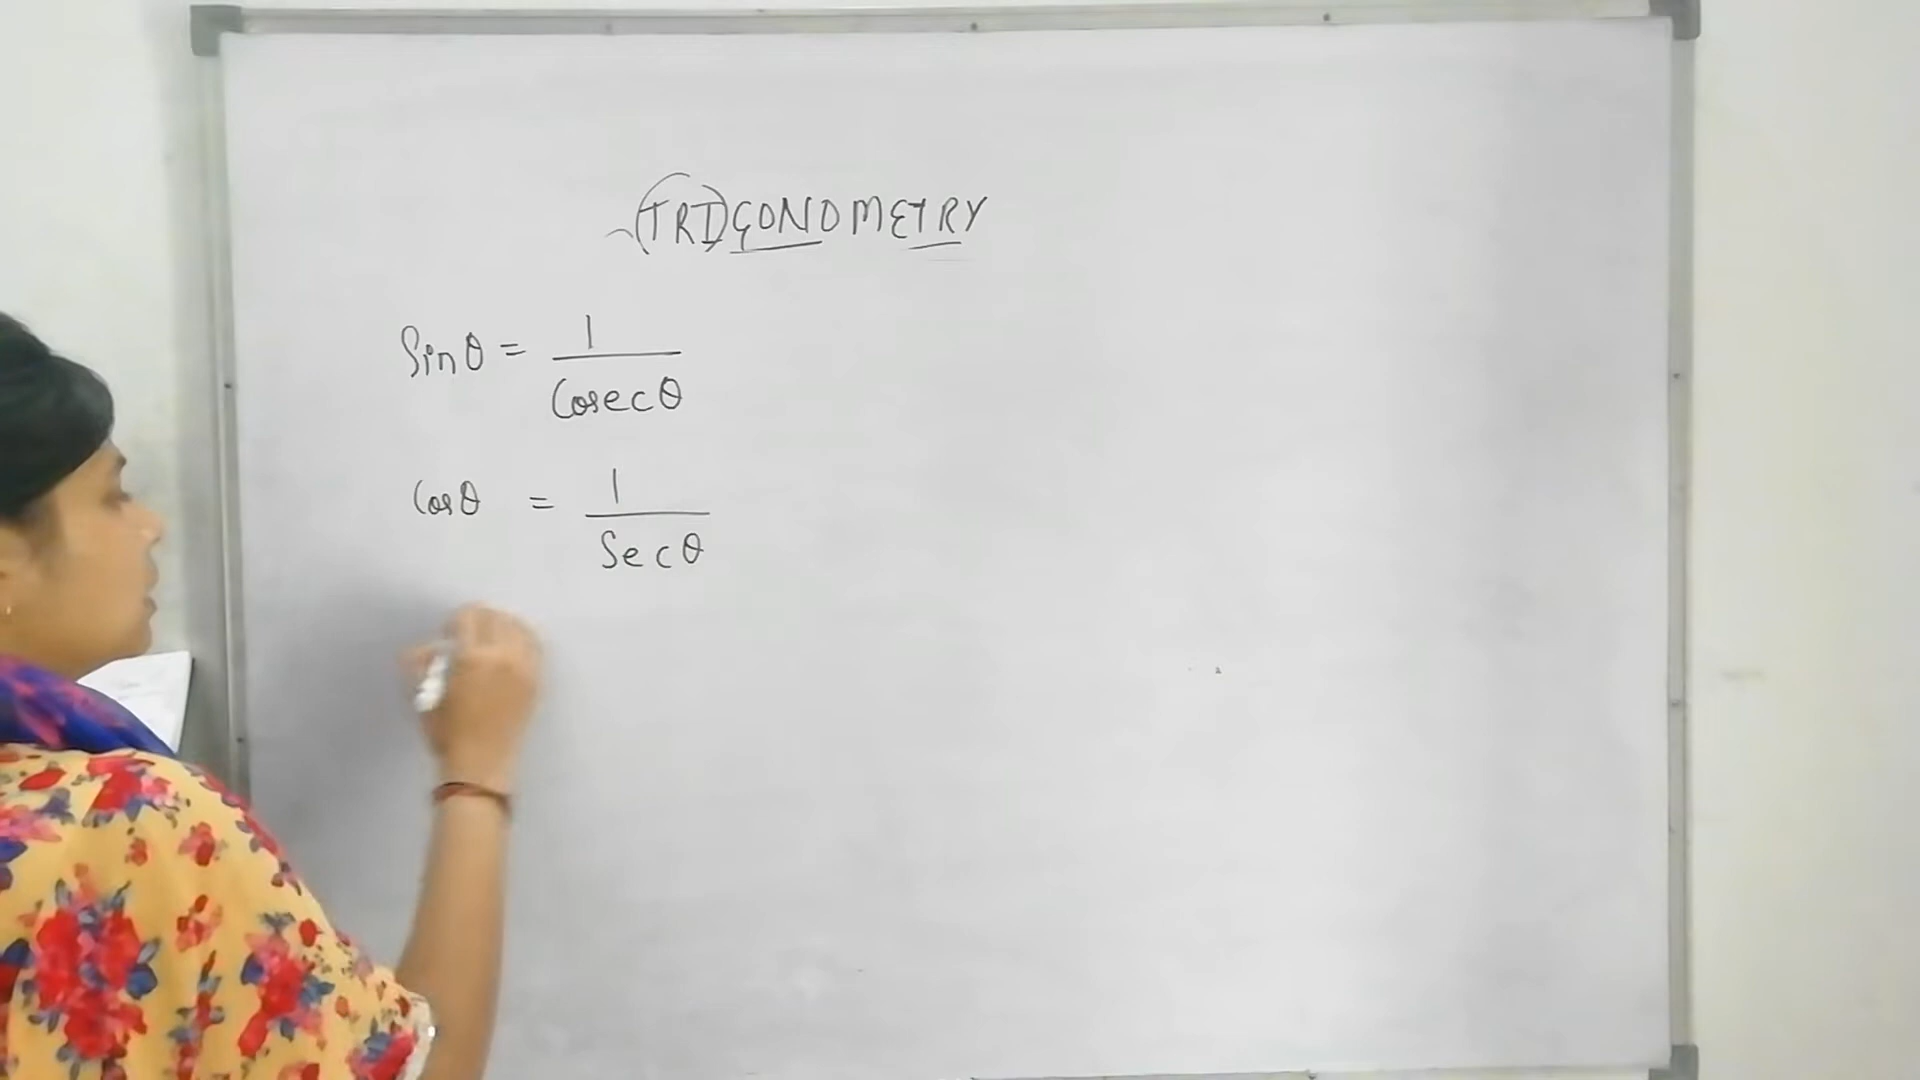 TRIGONOMETRY
Sinθ = 1/Cosecθ
Cosθ = 1/Secθ